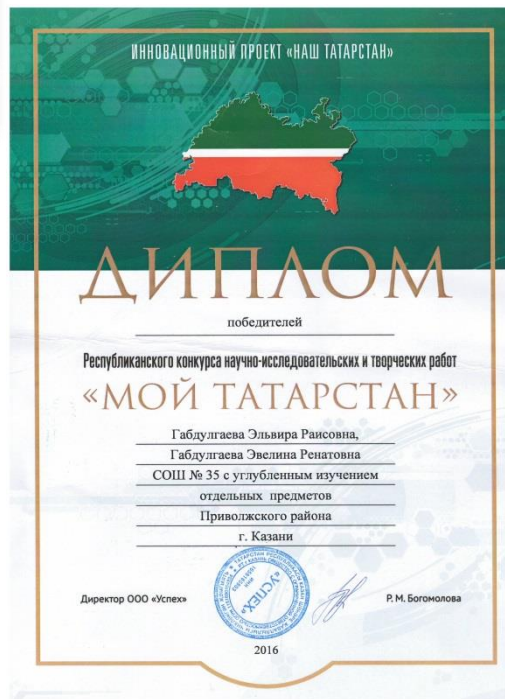 ИННОВАЦИОННЫЙ ПРОЕКТ «НАШ ТАТАРСТАН»
ДИПЛОМ
победителей
Республиканского конкурса научно-исследовательских и творческих работ
«МОЙ ТАТАРСТАН»
Габдулгаева Эльвира Раисовна,
Габдулгаева Эвелина Ренатовна
СОШ № 35 с углубленным изучением
отдельных предметов
Приволжского района
г. Казани
«УСПЕХ»
Директор ООО «Успех»
Р. М. Богомолова
2016